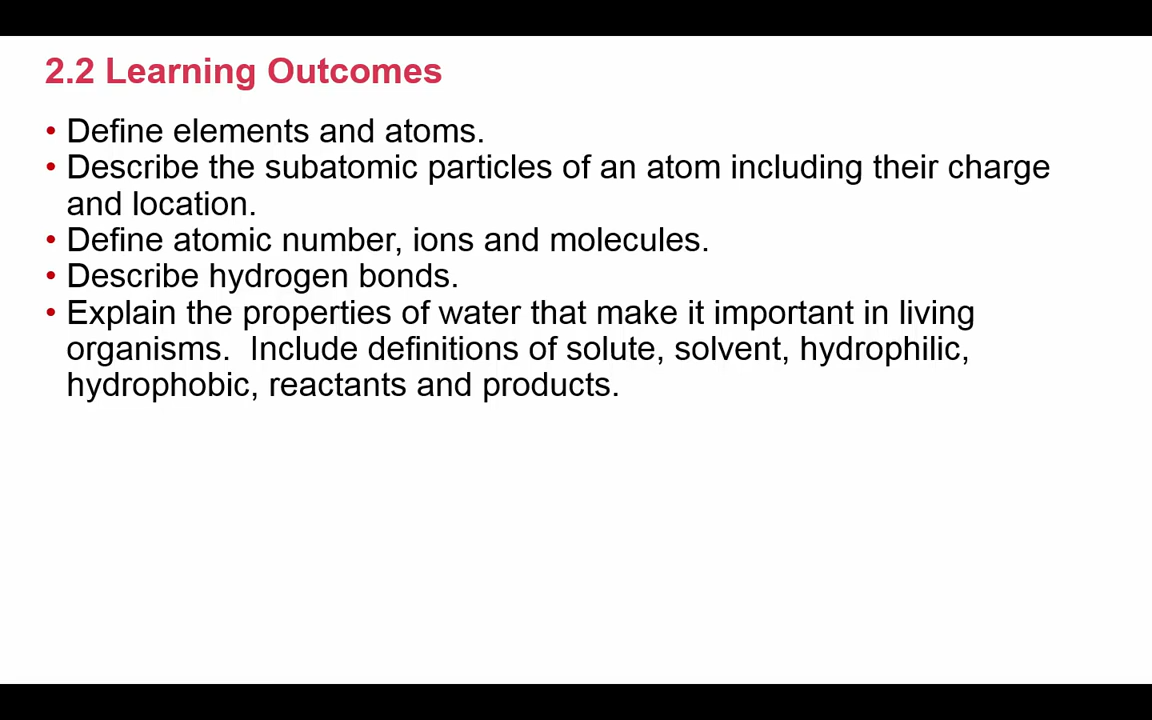 2.2 Learning Outcomes
• Define elements and atoms.
• Describe the subatomic particles of an atom including their charge
and location.
• Define atomic number, ions and molecules.
• Describe hydrogen bonds.
• Explain the properties of water that make it important in living
organisms.  Include definitions of solute, solvent, hydrophilic,
hydrophobic, reactants and products.